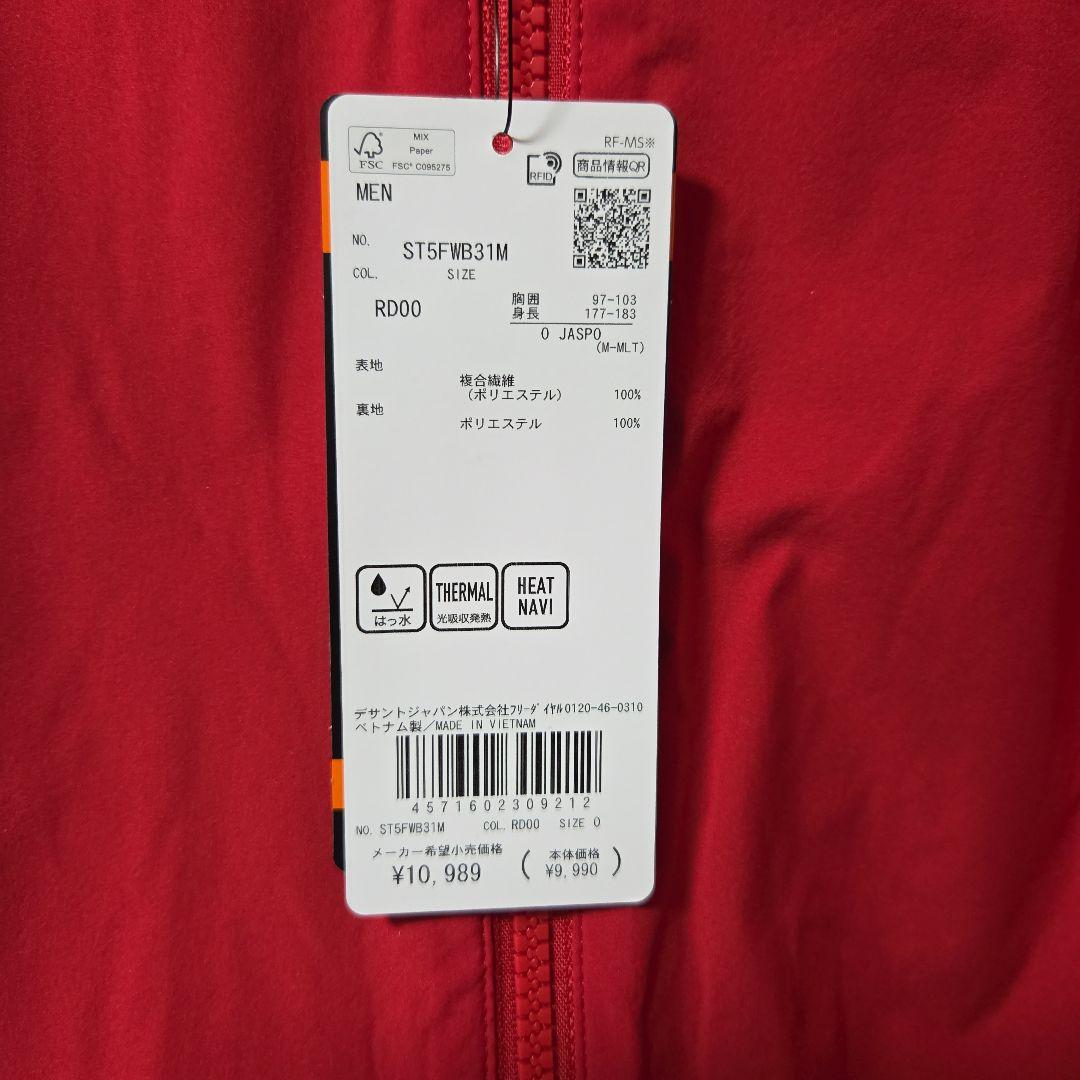 MIX
Paper
FSC
FSC® C095275
RF-MS※
RFID
商品情報QR
MEN
NO. ST5FWB31M
COL. SIZE
RD00
胸囲 97-103
身長 177-183
O JASPO
(M-MLT)
表地
複合繊維
(ポリエステル) 100%
裏地
ポリエステル 100%
はっ水
THERMAL
光吸収発熱
HEAT
NAVI
デサントジャパン株式会社ﾌﾘｰﾀﾞｲﾔﾙ0120-46-0310
ベトナム製/MADE IN VIETNAM
4571602309212
NO. ST5FWB31M COL. RD00 SIZE O
メーカー希望小売価格
¥10,989
(本体価格
¥9,990)